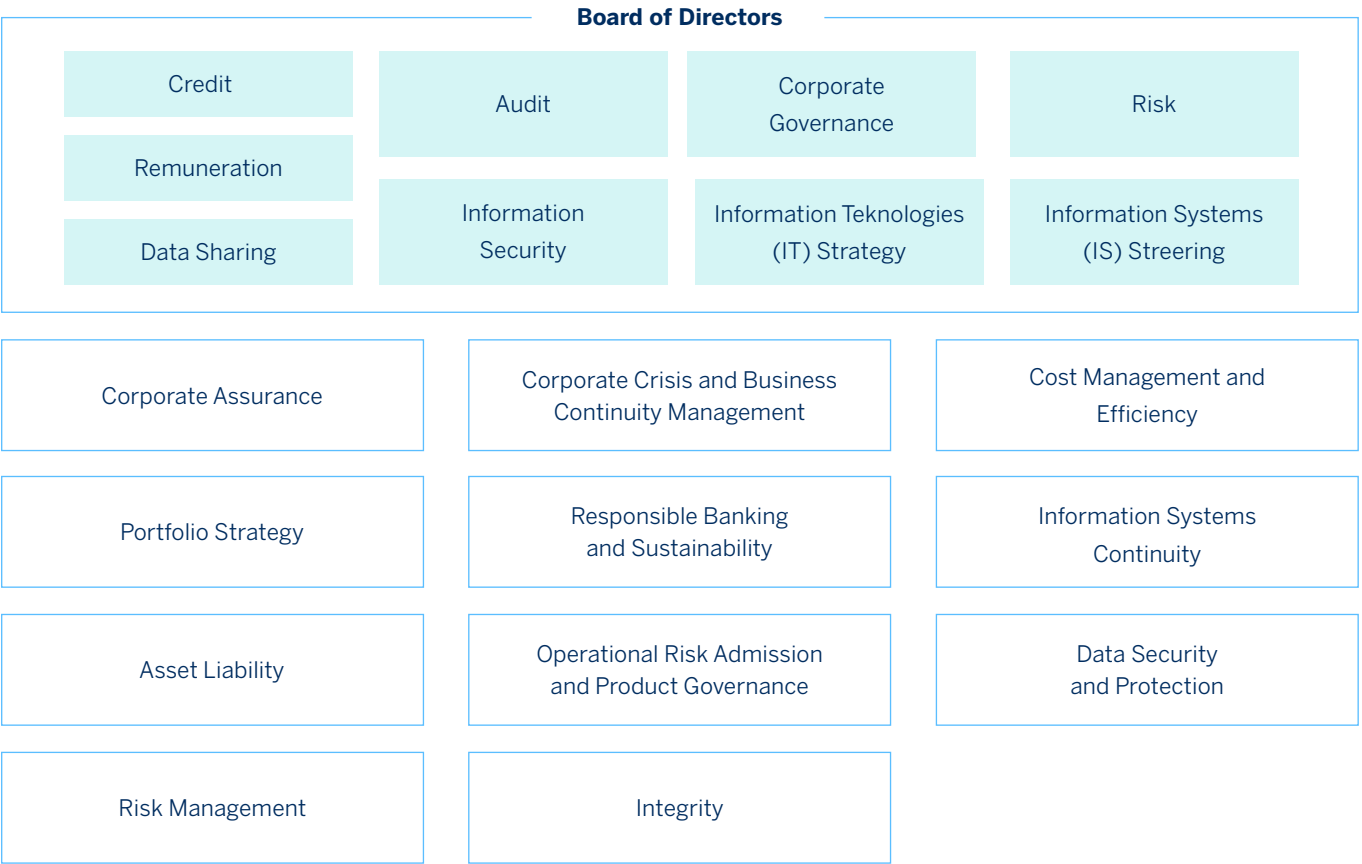 Board of Directors
Credit
Remuneration
Data Sharing
Audit
Corporate
Governance
Risk
Information
Security
Information Teknologies
(IT) Strategy
Information Systems
(IS) Streering
Corporate Assurance
Corporate Crisis and Business
Continuity Management
Cost Management and
Efficiency
Portfolio Strategy
Responsible Banking
and Sustainability
Information Systems
Continuity
Asset Liability
Operational Risk Admission
and Product Governance
Data Security
and Protection
Risk Management
Integrity